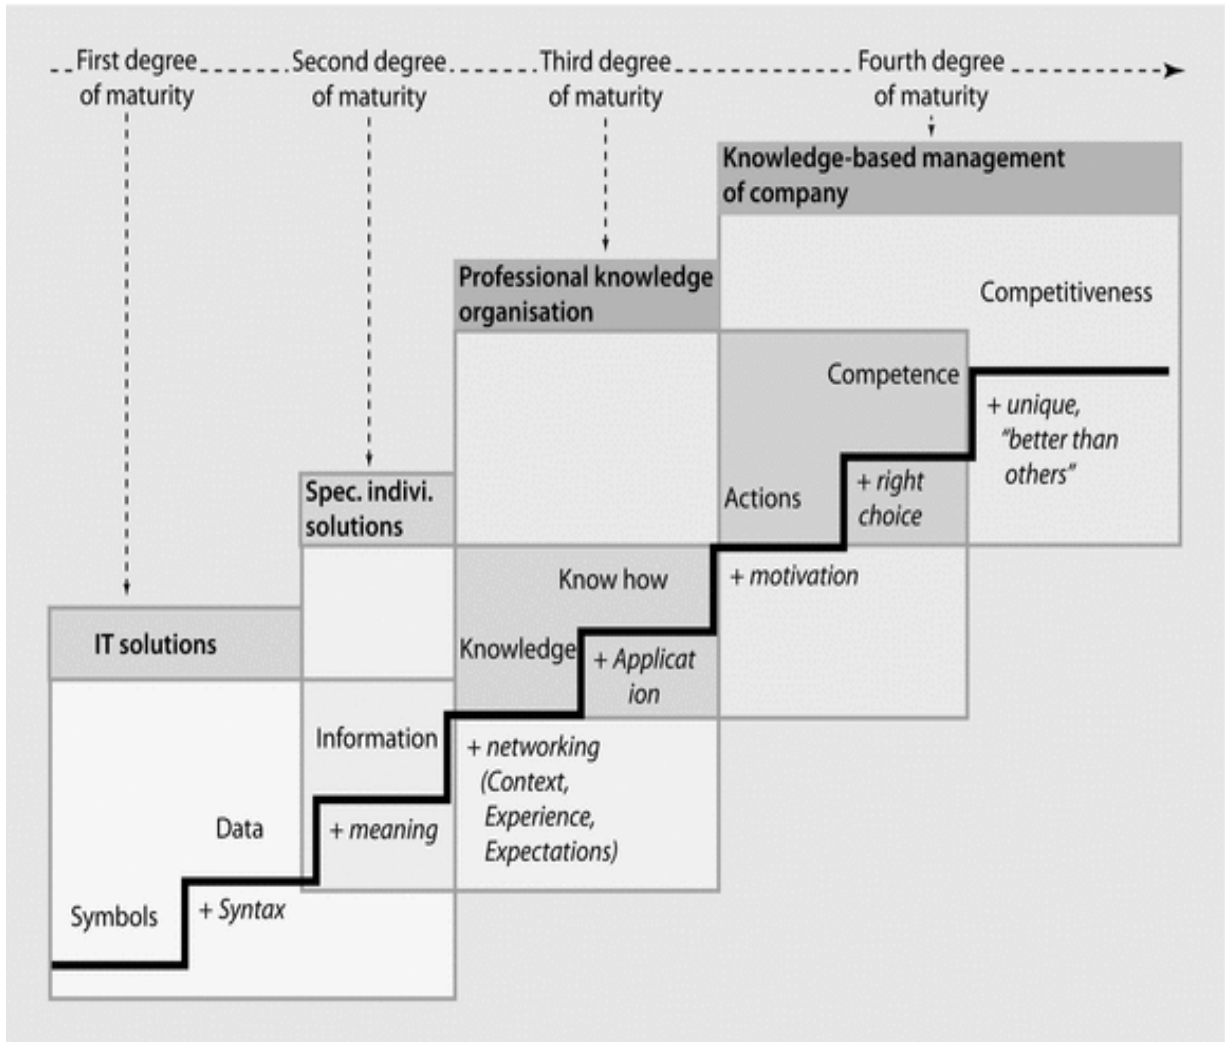 First degree
of maturity
Second degree
of maturity
Third degree
of maturity
Fourth degree
of maturity
Knowledge-based management
of company
Professional knowledge
organisation
Competitiveness
Competence
+ unique,
"better than
others"
Spec. indivi.
solutions
Actions
+ right
choice
Know how
+ motivation
IT solutions
Knowledge
+ Applicat
ion
Information
+ networking
(Context,
Experience,
Expectations)
Data
+ meaning
Symbols
+ Syntax